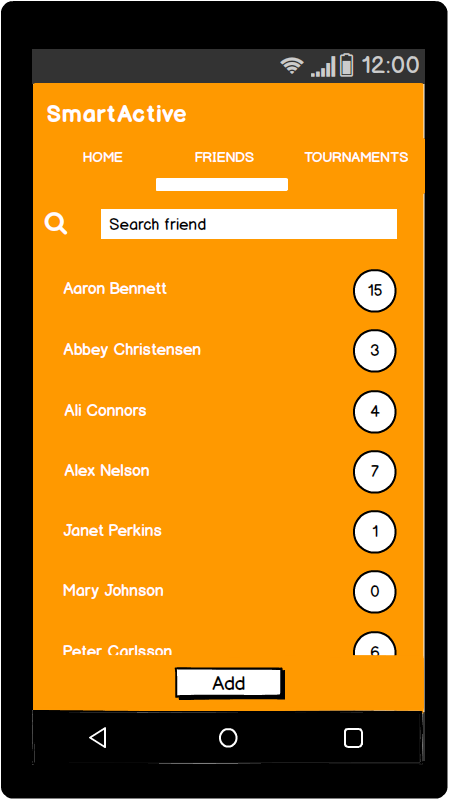 12:00
SmartActive
HOME FRIENDS TOURNAMENTS
Search friend
Aaron Bennett 15
Abbey Christensen 3
Ali Connors 4
Alex Nelson 7
Janet Perkins 1
Mary Johnson 0
Peter Carlsson 6
Add